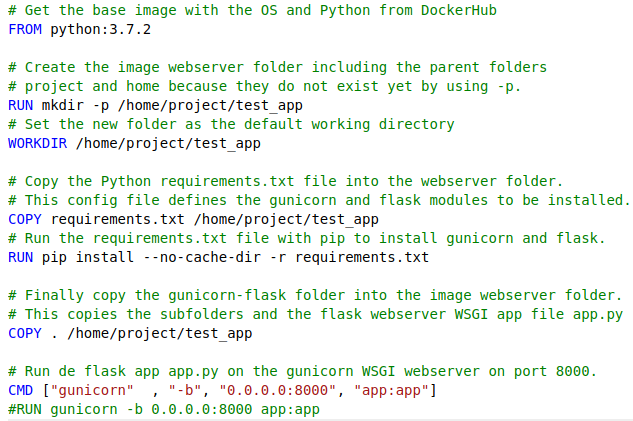 # Get the base image with the OS and Python from DockerHub
FROM python:3.7.2
# Create the image webserver folder including the parent folders
# project and home because they do not exist yet by using -p.
RUN mkdir -p /home/project/test_app
# Set the new folder as the default working directory
WORKDIR /home/project/test_app
# Copy the Python requirements.txt file into the webserver folder.
# This config file defines the gunicorn and flask modules to be installed.
COPY requirements.txt /home/project/test_app
# Run the requirements.txt file with pip to install gunicorn and flask.
RUN pip install --no-cache-dir -r requirements.txt
# Finally copy the gunicorn-flask folder into the image webserver folder.
# This copies the subfolders and the flask webserver WSGI app file app.py
COPY . /home/project/test_app
# Run de flask app app.py on the gunicorn WSGI webserver on port 8000.
CMD ["gunicorn"  , "-b", "0.0.0.0:8000", "app:app"]
#RUN gunicorn -b 0.0.0.0:8000 app:app